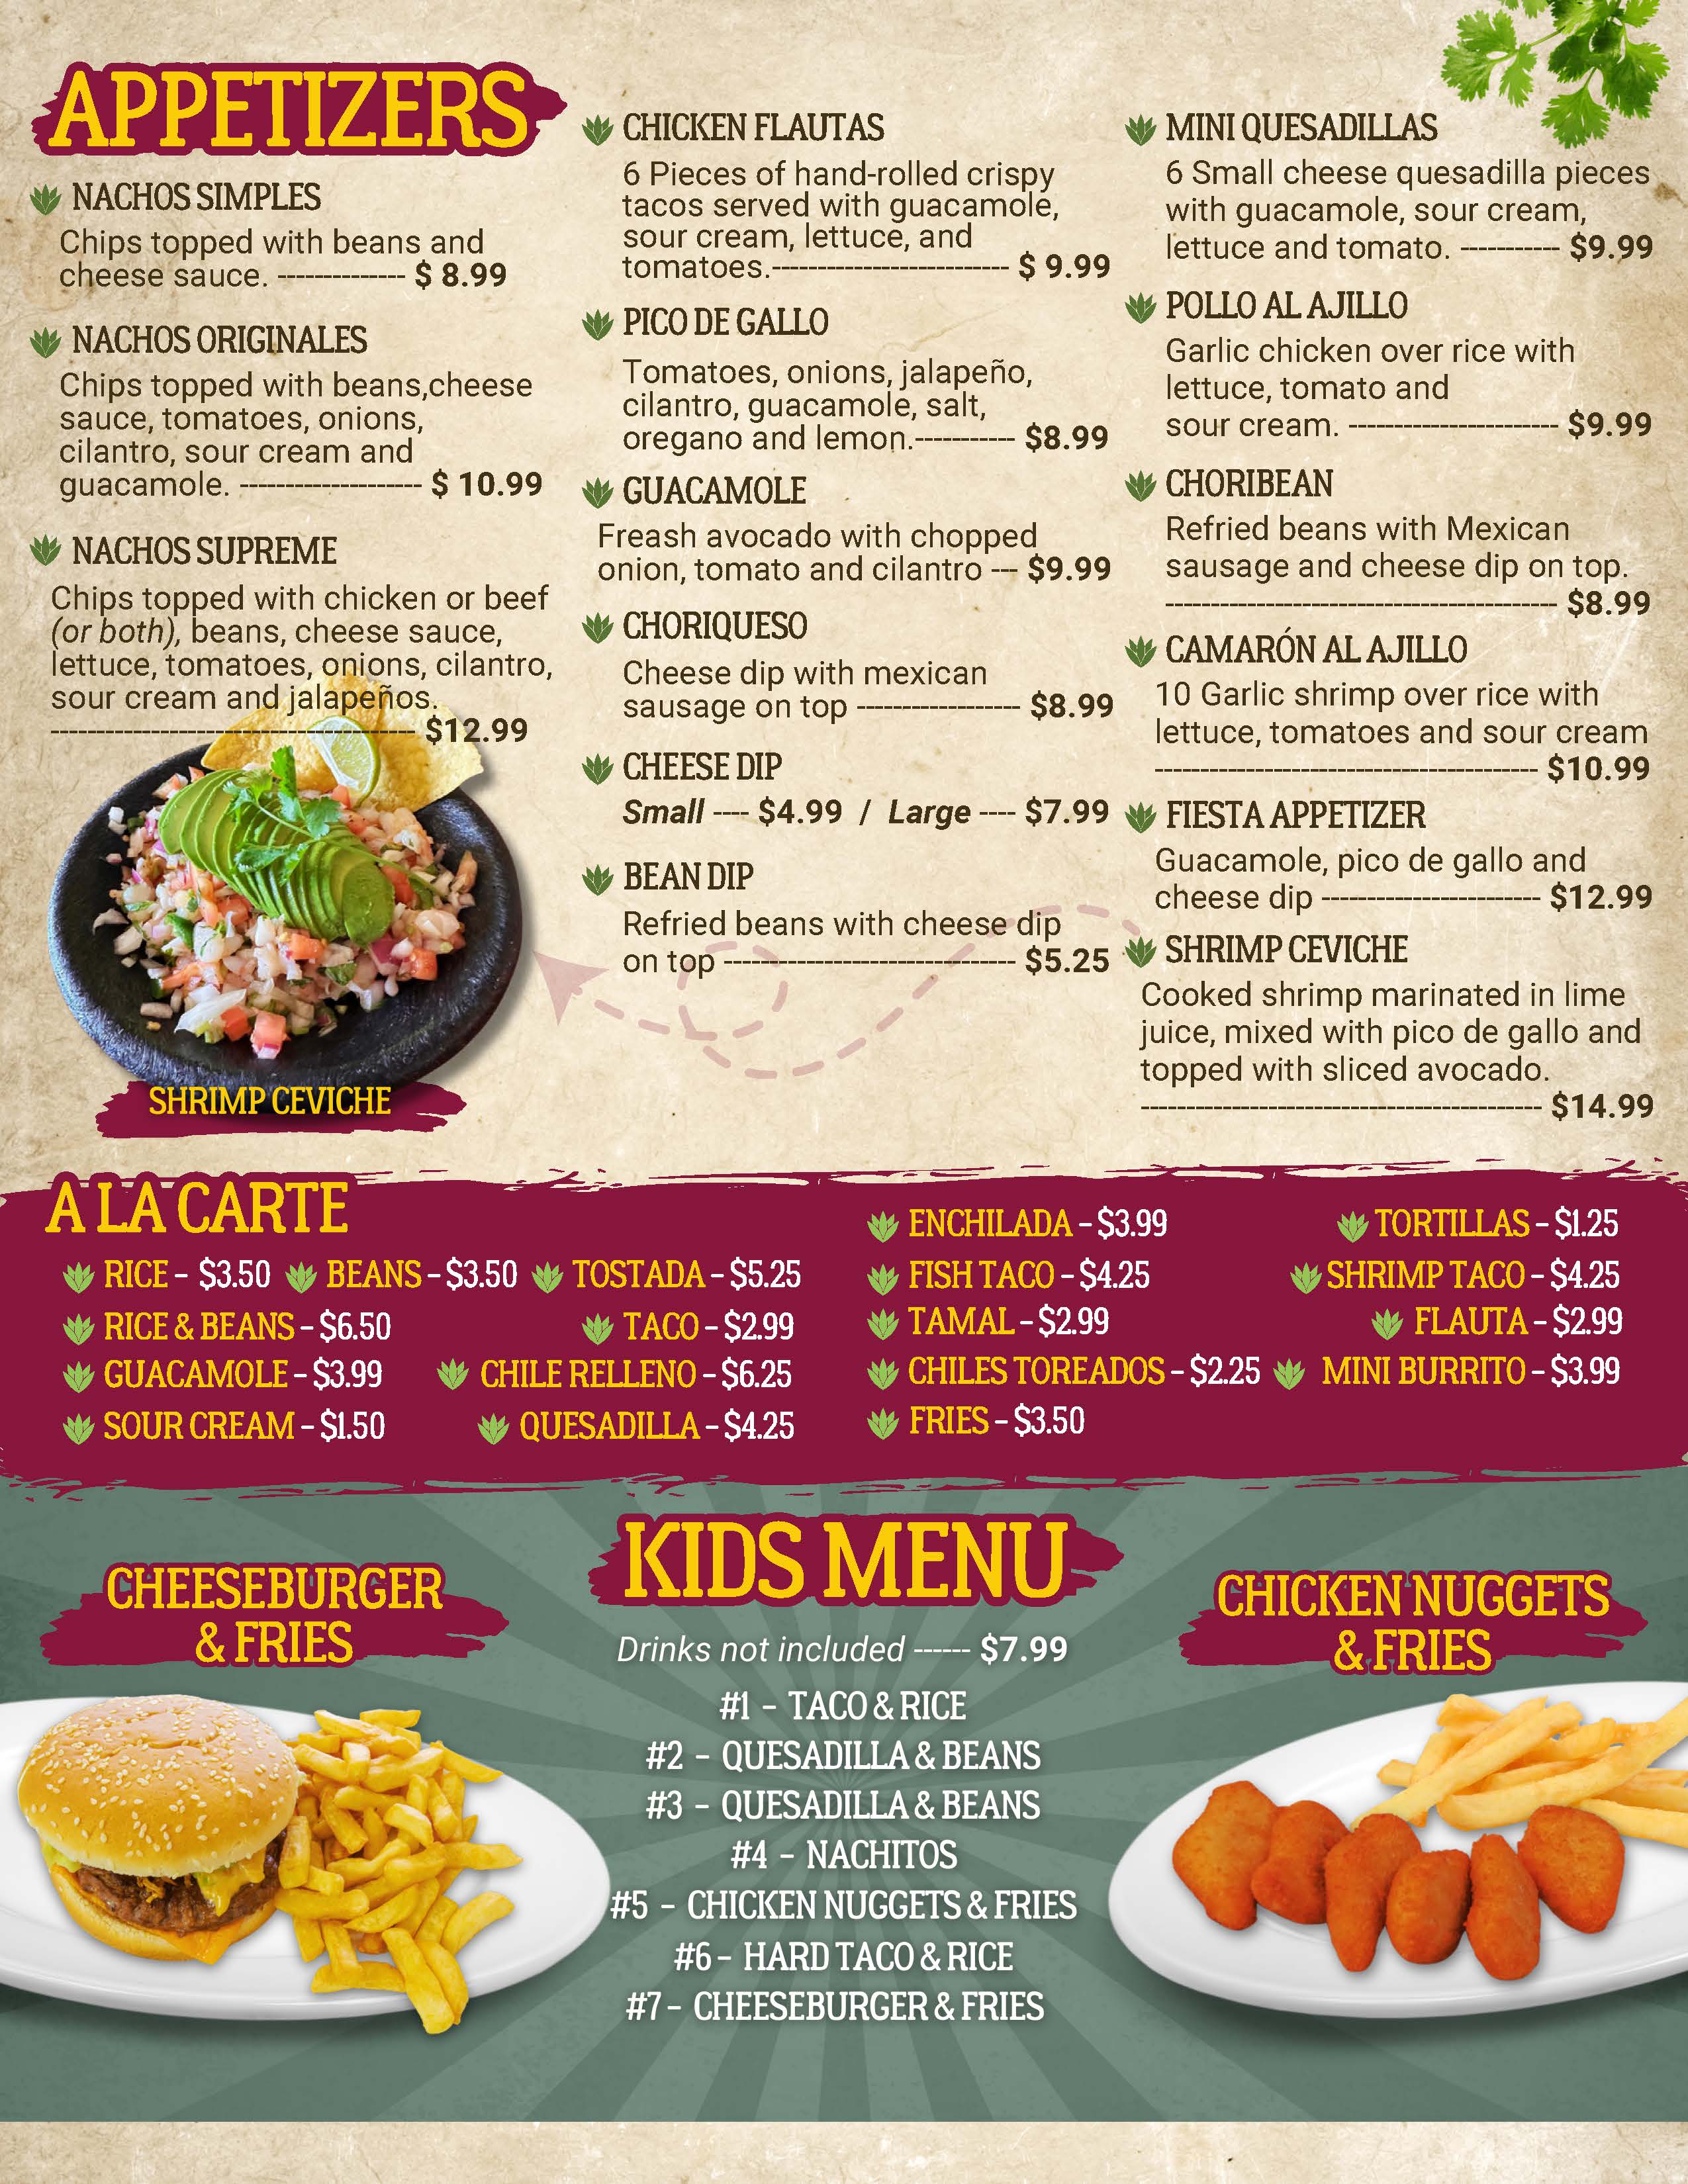 APPETIZERS
NACHOS SIMPLES
Chips topped with beans and
cheese sauce. -------------- $ 8.99
NACHOS ORIGINALES
Chips topped with beans,cheese
sauce, tomatoes, onions,
cilantro, sour cream and
guacamole. -------------------- $ 10.99
NACHOS SUPREME
Chips topped with chicken or beef
(or both), beans, cheese sauce,
lettuce, tomatoes, onions, cilantro,
sour cream and jalapeños.
---------------------------------------- $12.99
SHRIMP CEVICHE
CHICKEN FLAUTAS
6 Pieces of hand-rolled crispy
tacos served with guacamole,
sour cream, lettuce, and
tomatoes.-------------------------- $ 9.99
PICO DE GALLO
Tomatoes, onions, jalapeño,
cilantro, guacamole, salt,
oregano and lemon.----------- $8.99
GUACAMOLE
Freash avocado with chopped
onion, tomato and cilantro --- $9.99
CHORIQUESO
Cheese dip with mexican
sausage on top ------------------ $8.99
CHEESE DIP
Small ---- $4.99 / Large ---- $7.99
BEAN DIP
Refried beans with cheese dip
on top -------------------------------- $5.25
MINI QUESADILLAS
6 Small cheese quesadilla pieces
with guacamole, sour cream,
lettuce and tomato. ----------- $9.99
POLLO AL AJILLO
Garlic chicken over rice with
lettuce, tomato and
sour cream. ----------------------- $9.99
CHORIBEAN
Refried beans with Mexican
sausage and cheese dip on top.
------------------------------------------- $8.99
CAMARÓN AL AJILLO
10 Garlic shrimp over rice with
lettuce, tomatoes and sour cream
------------------------------------------ $10.99
FIESTA APPETIZER
Guacamole, pico de gallo and
cheese dip ------------------------ $12.99
SHRIMP CEVICHE
Cooked shrimp marinated in lime
juice, mixed with pico de gallo and
topped with sliced avocado.
-------------------------------------------- $14.99
A LA CARTE
RICE - $3.50 BEANS - $3.50 TOSTADA - $5.25
RICE & BEANS - $6.50 TACO - $2.99
GUACAMOLE - $3.99 CHILE RELLENO - $6.25
SOUR CREAM - $1.50 QUESADILLA - $4.25
ENCHILADA - $3.99 TORTILLAS - $1.25
FISH TACO - $4.25 SHRIMP TACO - $4.25
TAMAL - $2.99 FLAUTA - $2.99
CHILES TOREADOS - $2.25 MINI BURRITO - $3.99
FRIES - $3.50
KIDS MENU
CHEESEBURGER
& FRIES
Drinks not included ------ $7.99
#1 - TACO & RICE
#2 - QUESADILLA & BEANS
#3 - QUESADILLA & BEANS
#4 - NACHITOS
#5 - CHICKEN NUGGETS & FRIES
#6 - HARD TACO & RICE
#7 - CHEESEBURGER & FRIES
CHICKEN NUGGETS
& FRIES